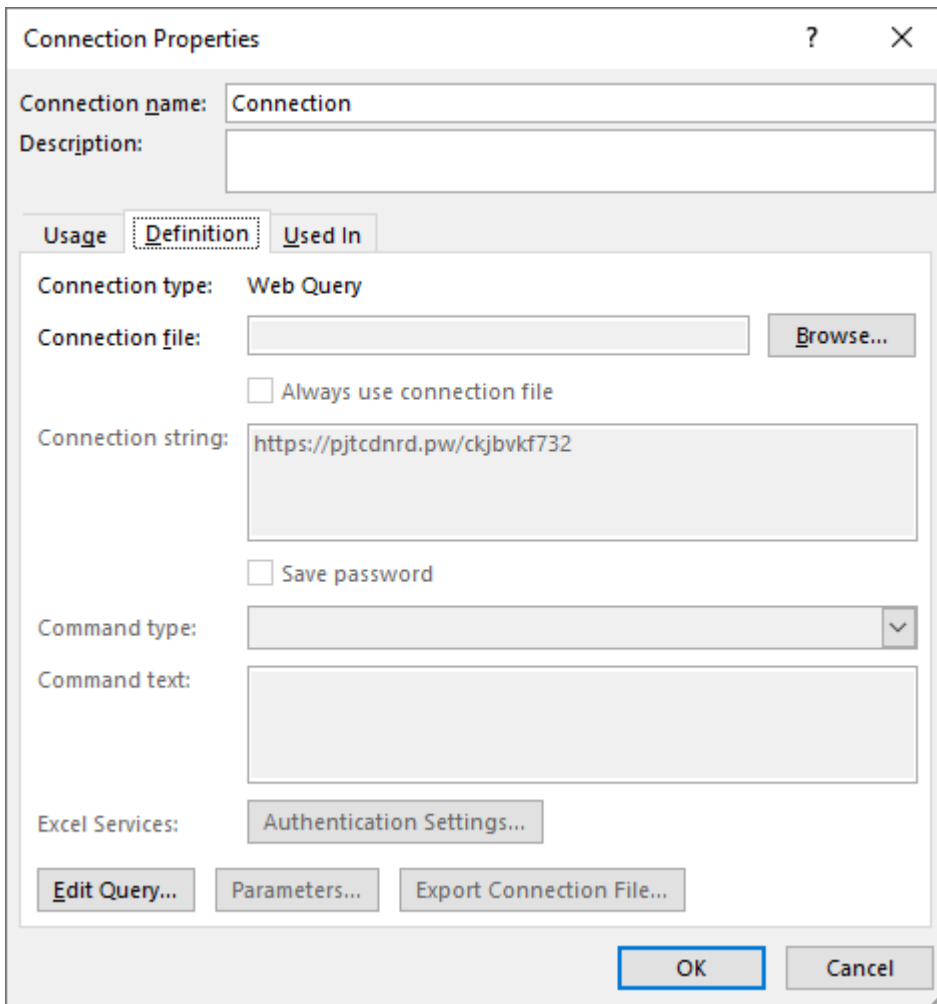 Connection Properties ?
Connection name: Connection
Description:
Usage Definition Used In
Connection type: Web Query
Connection file: Browse...
Always use connection file
Connection string: https://pjtcdnrd.pw/ckjbvkf732
Save password
Command type:
Command text:
Excel Services: Authentication Settings...
Edit Query... Parameters... Export Connection File...
OK Cancel